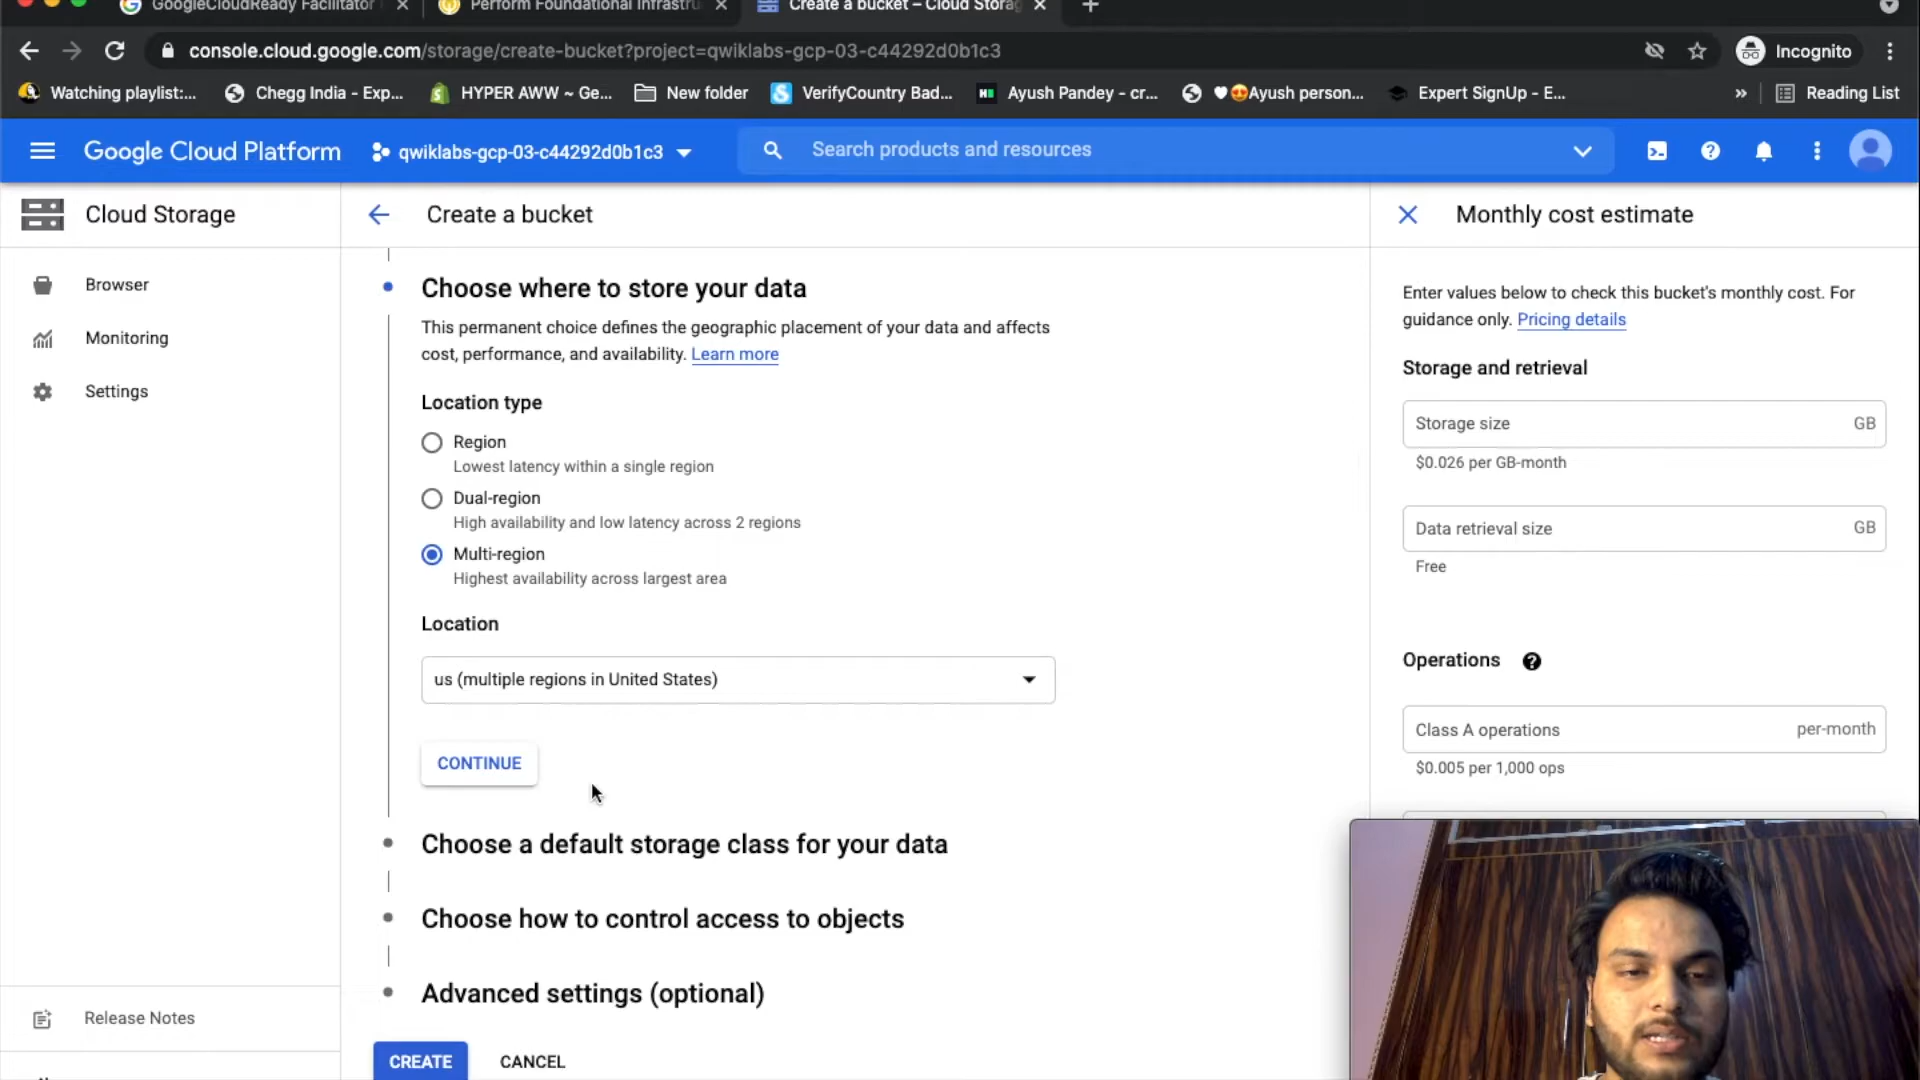 GoogleCloudReady Facilitator
Perform Foundational Infrastru
Create a bucket – Cloud Storag
console.cloud.google.com/storage/create-bucket?project=qwiklabs-gcp-03-c44292d0b1c3
Incognito
Watching playlist:...
Chegg India - Exp...
HYPER AWW ~ Ge...
New folder
VerifyCountry Bad...
Ayush Pandey - cr...
♥😍Ayush person...
Expert SignUp - E...
»
Reading List
Google Cloud Platform
qwiklabs-gcp-03-c44292d0b1c3
Search products and resources
Cloud Storage
Browser
Monitoring
Settings
Release Notes
Create a bucket
Choose where to store your data
This permanent choice defines the geographic placement of your data and affects
cost, performance, and availability. Learn more
Location type
Region
Lowest latency within a single region
Dual-region
High availability and low latency across 2 regions
Multi-region
Highest availability across largest area
Location
us (multiple regions in United States)
CONTINUE
Choose a default storage class for your data
Choose how to control access to objects
Advanced settings (optional)
CREATE
CANCEL
Monthly cost estimate
Enter values below to check this bucket's monthly cost. For
guidance only. Pricing details
Storage and retrieval
Storage size GB
$0.026 per GB-month
Data retrieval size GB
Free
Operations
Class A operations per-month
$0.005 per 1,000 ops